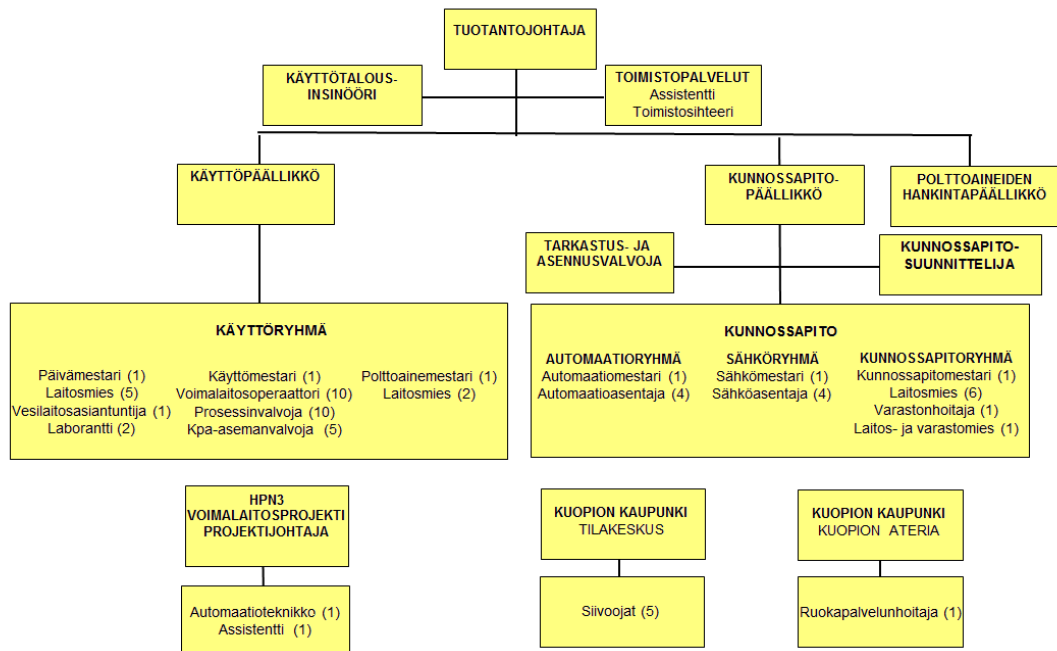 TUOTANTOJOHTAJA
KÄYTTÖTALOUS-
INSINÖÖRI
TOIMISTOPALVELUT
Assistentti
Toimistosihteeri
KÄYTTÖPÄÄLLIKKÖ
KUNNOSSAPITO-
PÄÄLLIKKÖ
POLTTOAINEIDEN
HANKINTAPÄÄLLIKKÖ
TARKASTUS- JA
ASENNUSVALVOJA
KUNNOSSAPITO-
SUUNNITTELIJA
KÄYTTÖRYHMÄ
Päivämestari (1)
Laitosmies (5)
Vesilaitosasiantuntija (1)
Laborantti (2)
Käyttömestari (1)
Voimalaitosoperaattori (10)
Prosessinvalvoja (10)
Kpa-asemanvalvoja (5)
Polttoainemestari (1)
Laitosmies (2)
KUNNOSSAPITO
AUTOMAATIORYHMÄ
Automaatiomestari (1)
Automaatioasentaja (4)
SÄHKÖRYHMÄ
Sähkömestari (1)
Sähköasentaja (4)
KUNNOSSAPITORYHMÄ
Kunnossapitomestari (1)
Laitosmies (6)
Varastonhoitaja (1)
Laitos- ja varastomies (1)
HPN3
VOIMALAITOSPROJEKTI
PROJEKTIJOHTAJA
Automaatioteknikko (1)
Assistentti (1)
KUOPION KAUPUNKI
TILAKESKUS
Siivoojat (5)
KUOPION KAUPUNKI
KUOPION ATERIA
Ruokapalvelunhoitaja (1)